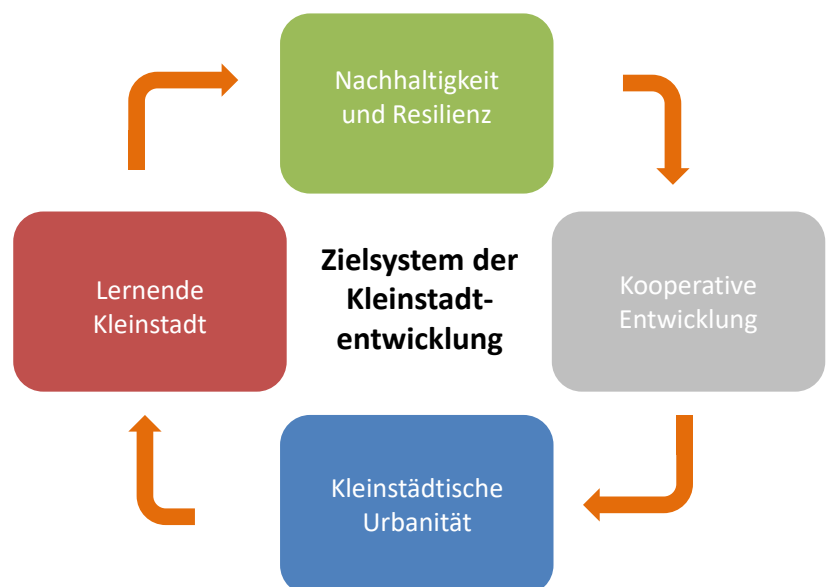 Nachhaltigkeit
und Resilienz
Zielsystem der
Kleinstadt-
entwicklung
Lernende
Kleinstadt
Kooperative
Entwicklung
Kleinstädtische
Urbanität